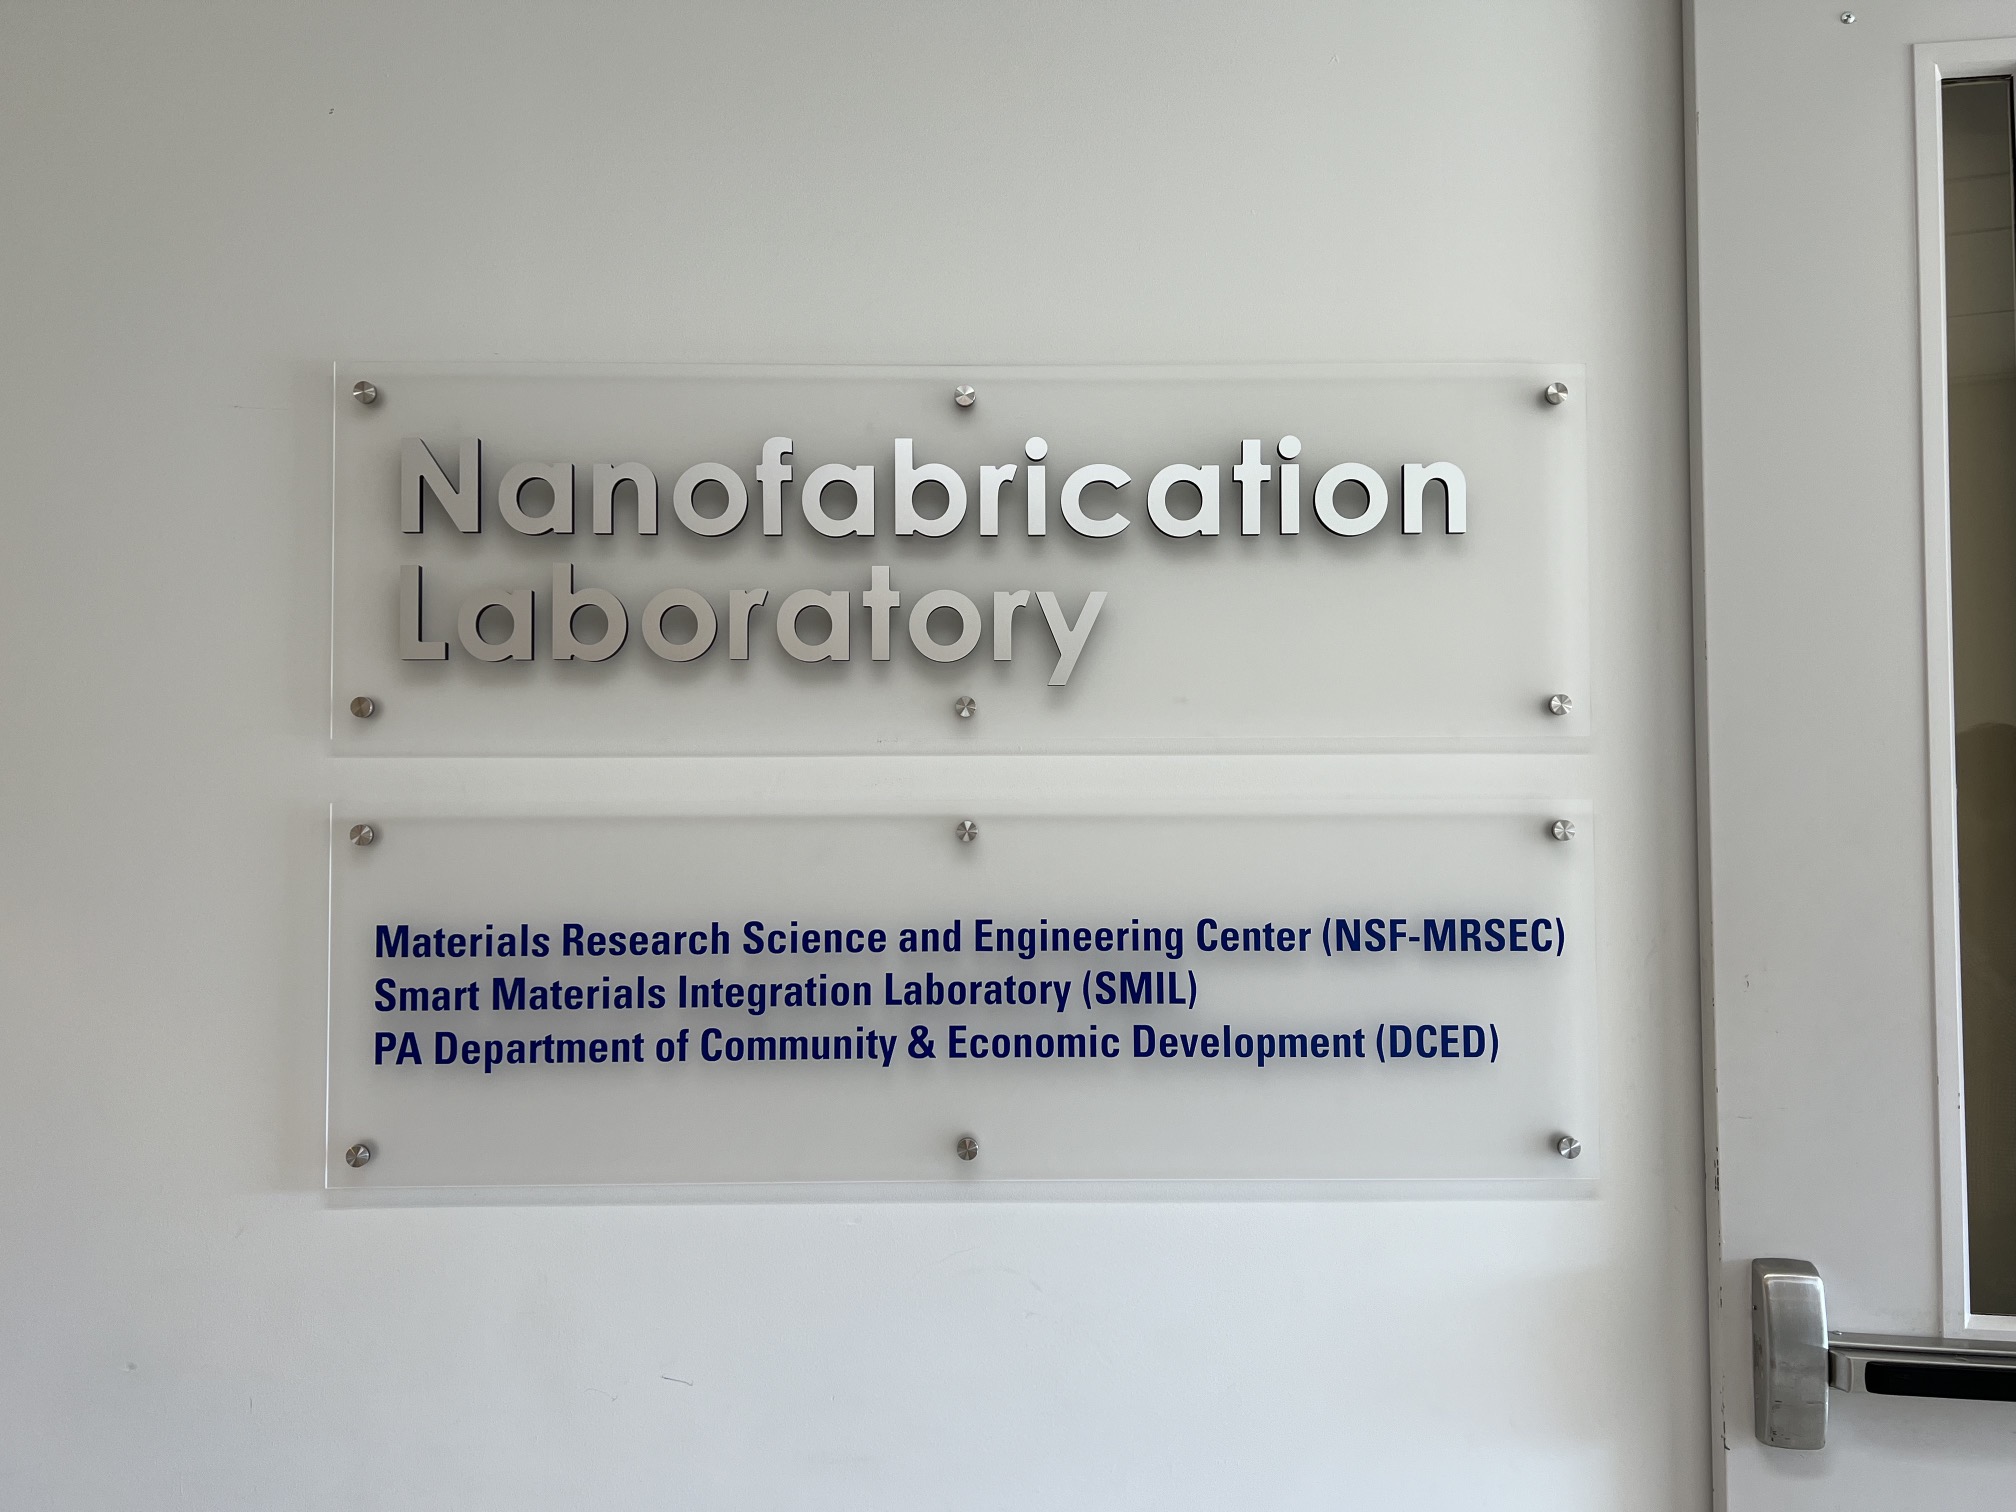 Nanofabrication
Laboratory
Materials Research Science and Engineering Center (NSF-MRSEC)
Smart Materials Integration Laboratory (SMIL)
PA Department of Community & Economic Development (DCED)